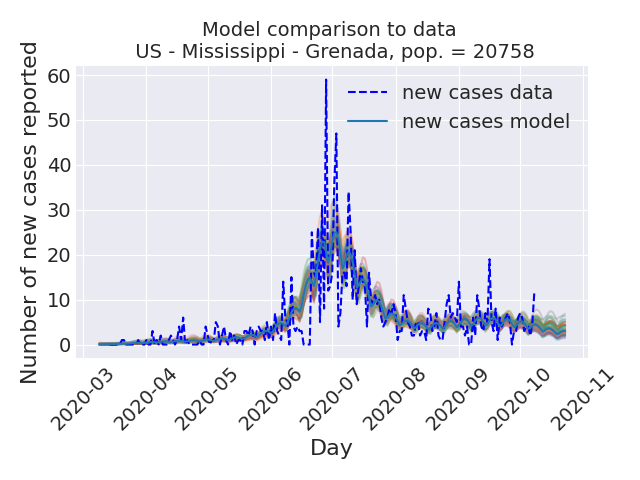 Model comparison to data
US - Mississippi - Grenada, pop. = 20758
Number of new cases reported
60
50
40
30
20
10
0
new cases data
new cases model
2020-03
2020-04
2020-05
2020-06
2020-07
2020-08
2020-09
2020-10
2020-11
Day